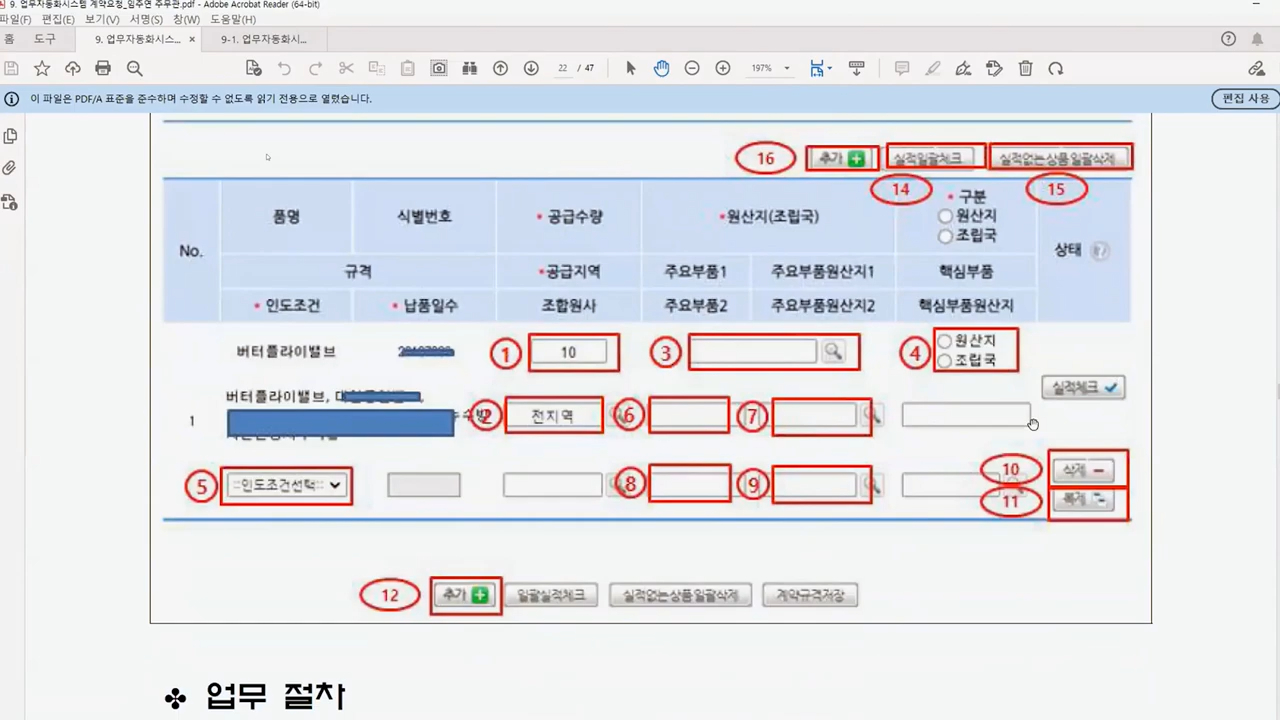 9. 업무자동화시스템 계약요청_임주연 주무관.pdf - Adobe Acrobat Reader (64-bit)
파일(F) 편집(E) 보기(V) 서명(S) 창(W) 도움말(H)
홈 도구 9. 업무자동화시스... × 9-1. 업무자동화시...
22 / 47 197%
이 파일은 PDF/A 표준을 준수하며 수정할 수 없도록 읽기 전용으로 열렸습니다. 편집 사용
16 추가 실적일괄체크 실적없는상품일괄삭제
14 15
No. 품명 식별번호 * 공급수량 * 원산지(조립국) * 구분 원산지 조립국 상태
규격 * 공급지역 주요부품1 주요부품원산지1 핵심부품
* 인도조건 * 납품일수 조합원사 주요부품2 주요부품원산지2 핵심부품원산지
버터플라이밸브 1 10 3 4 원산지 조립국
실적체크
버터플라이밸브,
1 2 전지역 6 7
5 ::인도조건선택:: 8 9 10 삭제
11 복제
12 추가 일괄실적체크 실적없는상품일괄삭제 계약규격저장
❖ 업무 절차